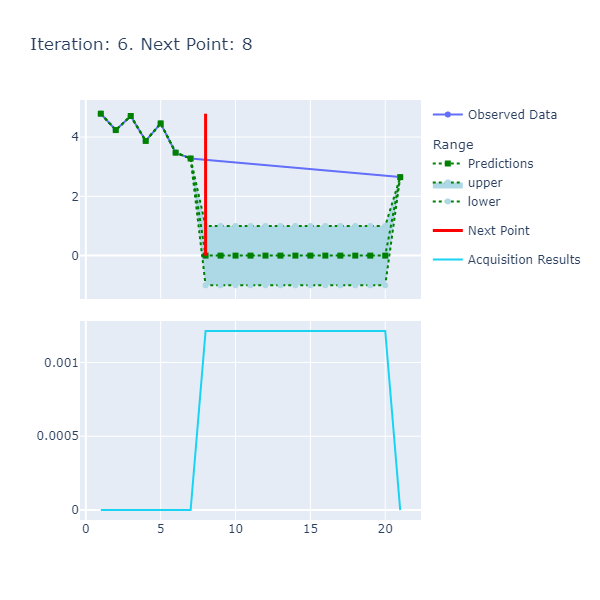 Iteration: 6. Next Point: 8
Observed Data
Range
Predictions
upper
lower
Next Point
Acquisition Results
4
2
0
0.001
0.0005
0
0
5
10
15
20